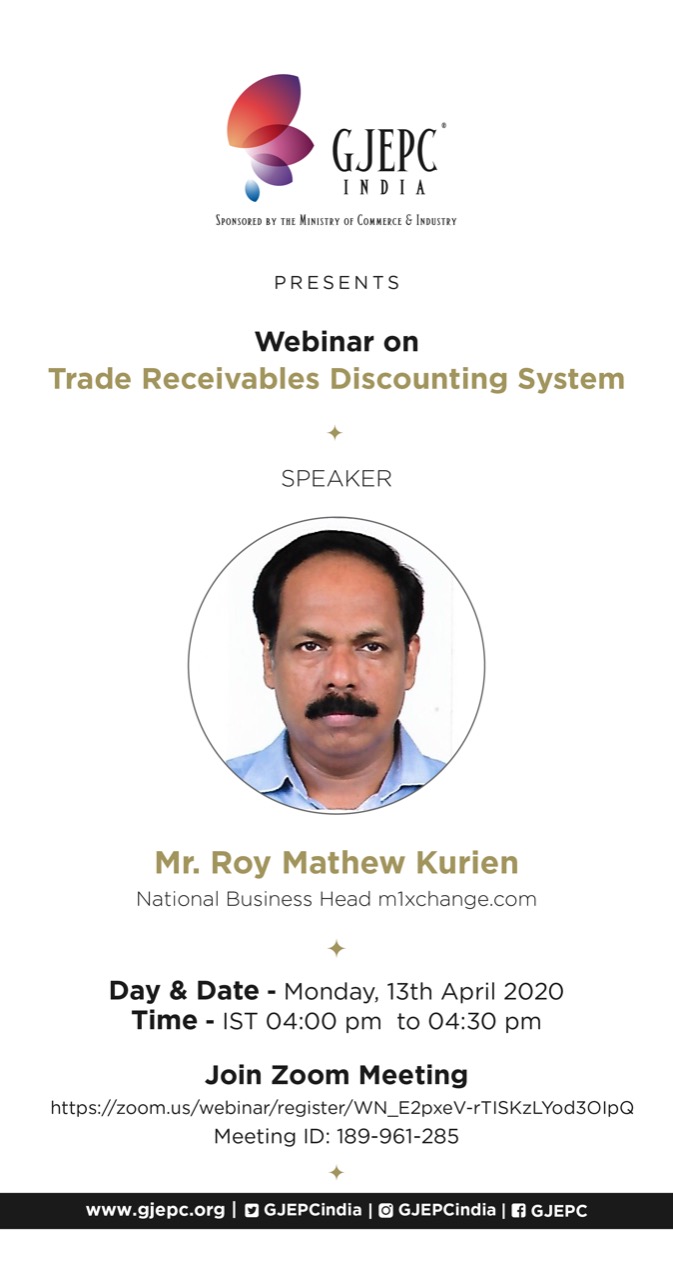 GJEPC®
INDIA
Sponsored by the Ministry of Commerce & Industry
PRESENTS
Webinar on
Trade Receivables Discounting System
SPEAKER
Mr. Roy Mathew Kurien
National Business Head m1xchange.com
Day & Date - Monday, 13th April 2020
Time - IST 04:00 pm to 04:30 pm
Join Zoom Meeting
https://zoom.us/webinar/register/WN_E2pxeV-rTISKzLYod3OIpQ
Meeting ID: 189-961-285
www.gjepc.org | GJEPCindia | GJEPCindia | GJEPC